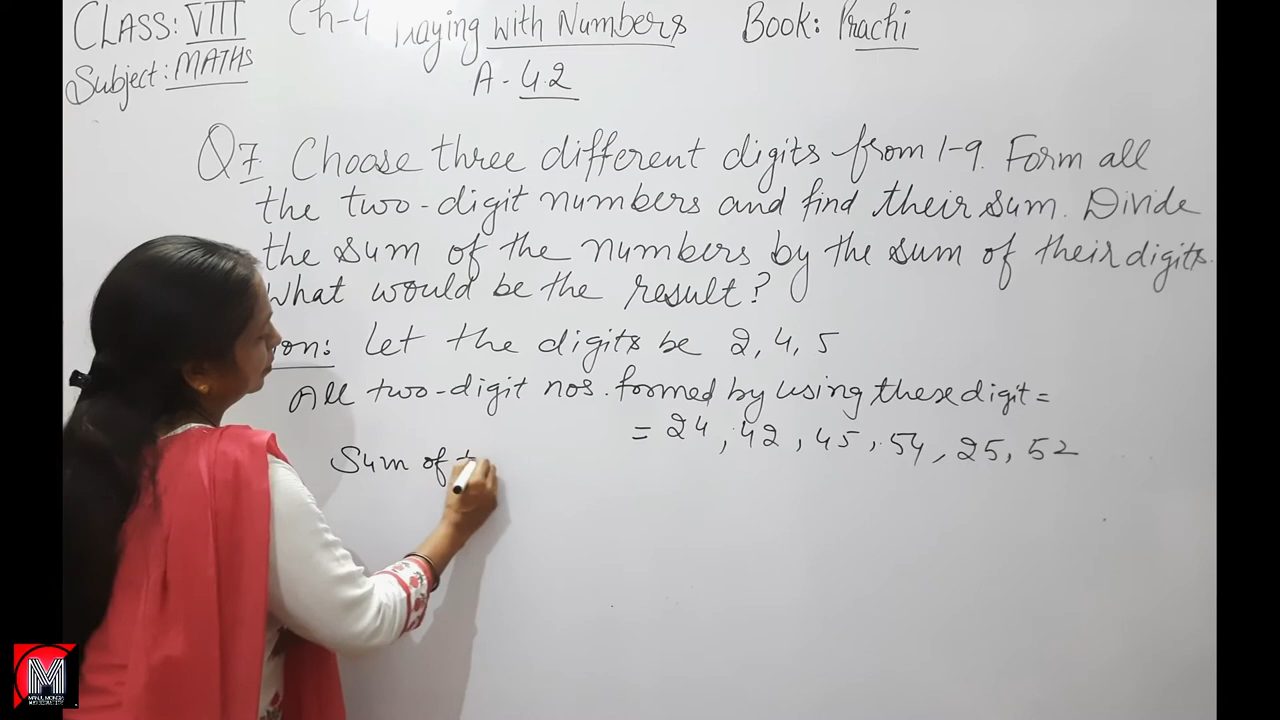 CLASS: VIII Ch-4 Playing with Numbers Book: Prachi
Subject: MATHS
A - 4.2
Q7. Choose three different digits from 1-9. Form all
the two-digit numbers and find their sum. Divide
the sum of the numbers by the sum of their digits.
What would be the result?
on: Let the digits be 2, 4, 5
All two-digit nos. formed by using these digit =
= 24, 42, 45, 54, 25, 52
Sum of t
M